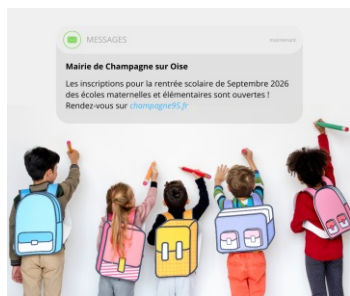 MESSAGES
maintenant
Mairie de Champagne sur Oise
Les inscriptions pour la rentrée scolaire de Septembre 2026
des écoles maternelles et élémentaires sont ouvertes !
Rendez-vous sur champagne95.fr